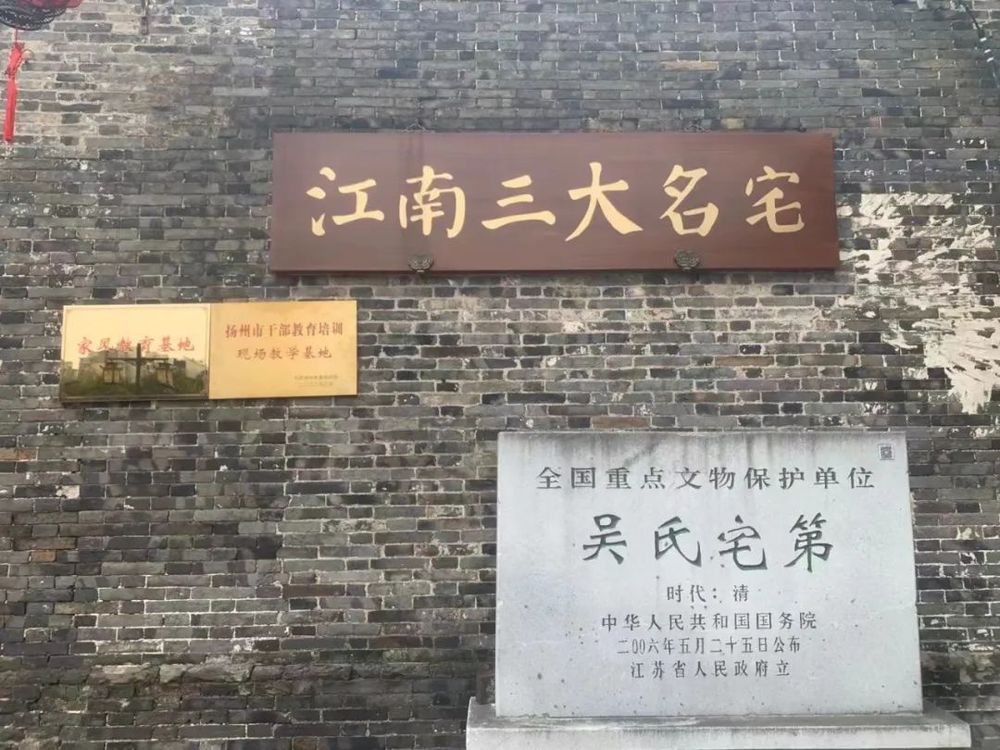 江南三大名宅
家风教育基地
扬州市干部教育培训
现场教学基地
全国重点文物保护单位
吴氏宅第
时代：清
中华人民共和国国务院
二〇〇六年五月二十五日公布
江苏省人民政府立